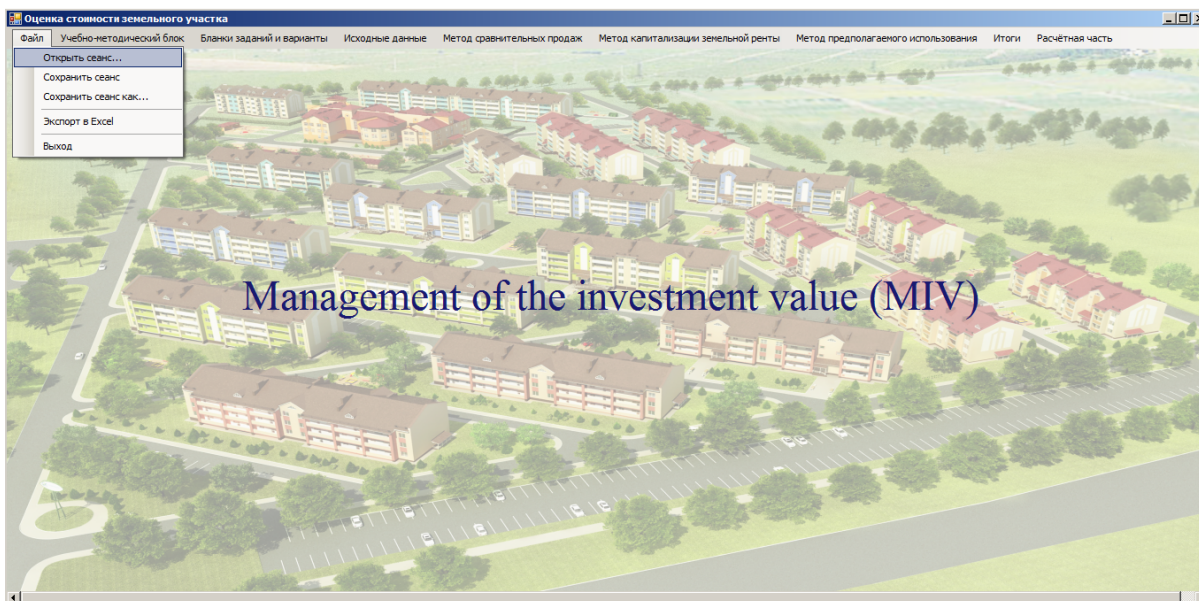 Оценка стоимости земельного участка
Файл Учебно-методический блок Бланки заданий и варианты Исходные данные Метод сравнительных продаж Метод капитализации земельной ренты Метод предполагаемого использования Итоги Расчётная часть
Открыть сеанс...
Сохранить сеанс
Сохранить сеанс как...
Экспорт в Excel
Выход
Management of the investment value (MIV)